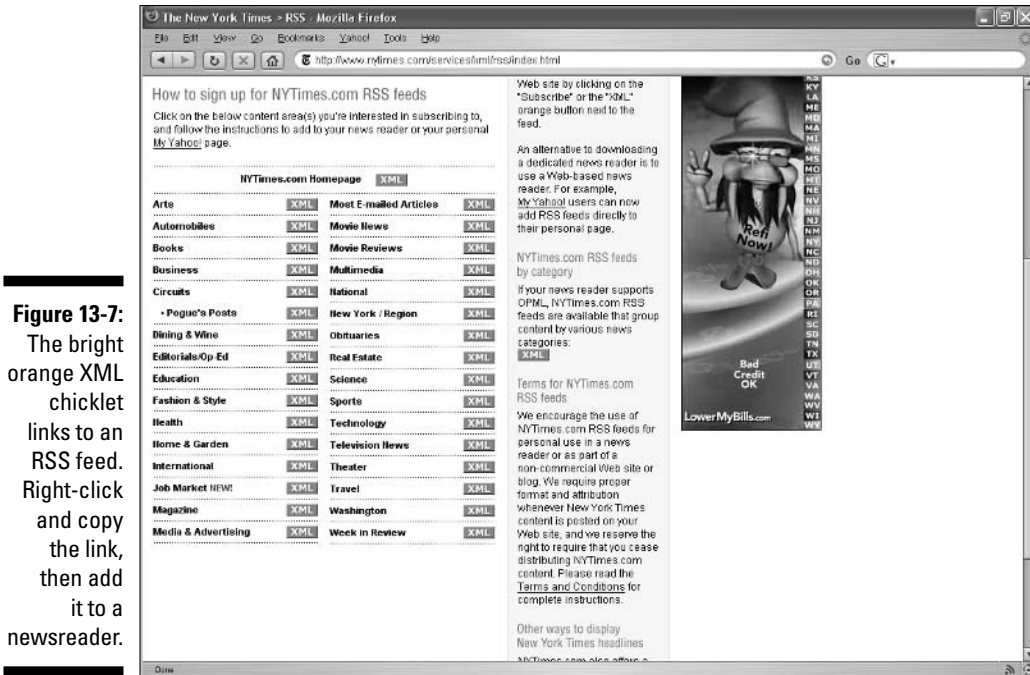 The New York Times > RSS - Mozilla Firefox
File Edit View Go Bookmarks Yahoo! Tools Help
http://www.nytimes.com/services/xml/rss/index.html
Go
How to sign up for NYTimes.com RSS feeds
Click on the below content area(s) you're interested in subscribing to,
and follow the instructions to add to your news reader or your personal
My Yahoo! page.
NYTimes.com Homepage XML
Arts XML Most E-mailed Articles XML
Automobiles XML Movie News XML
Books XML Movie Reviews XML
Business XML Multimedia XML
Circuits XML National XML
• Pogue's Posts XML New York / Region XML
Dining & Wine XML Obituaries XML
Editorials/Op-Ed XML Real Estate XML
Education XML Science XML
Fashion & Style XML Sports XML
Health XML Technology XML
Home & Garden XML Television News XML
International XML Theater XML
Job Market NEW! XML Travel XML
Magazine XML Washington XML
Media & Advertising XML Week in Review XML
Web site by clicking on the
"Subscribe" or the "XML"
orange button next to the
feed.
An alternative to downloading
a dedicated news reader is to
use a Web-based news
reader. For example,
My Yahoo! users can now
add RSS feeds directly to
their personal page.
NYTimes.com RSS feeds
by category
If your news reader supports
OPML, NYTimes.com RSS
feeds are available that group
content by various news
categories:
XML
Terms for NYTimes.com
RSS feeds
We encourage the use of
NYTimes.com RSS feeds for
personal use in a news
reader or as part of a
non-commercial Web site or
blog. We require proper
format and attribution
whenever New York Times
content is posted on your
Web site, and we reserve the
right to require that you cease
distributing NYTimes.com
content. Please read the
Terms and Conditions for
complete instructions.
Other ways to display
New York Times headlines
NYTimes.com also offers a
Refi
Now!
Bad
Credit
OK
LowerMyBills.com
KS
KY
LA
ME
MD
MA
MI
MN
MS
MO
MT
NE
NV
NH
NJ
NM
NY
NC
ND
OH
OK
OR
PA
RI
SC
SD
TN
TX
UT
VT
VA
WA
WV
WI
WY
Done
Figure 13-7:
The bright
orange XML
chicklet
links to an
RSS feed.
Right-click
and copy
the link,
then add
it to a
newsreader.